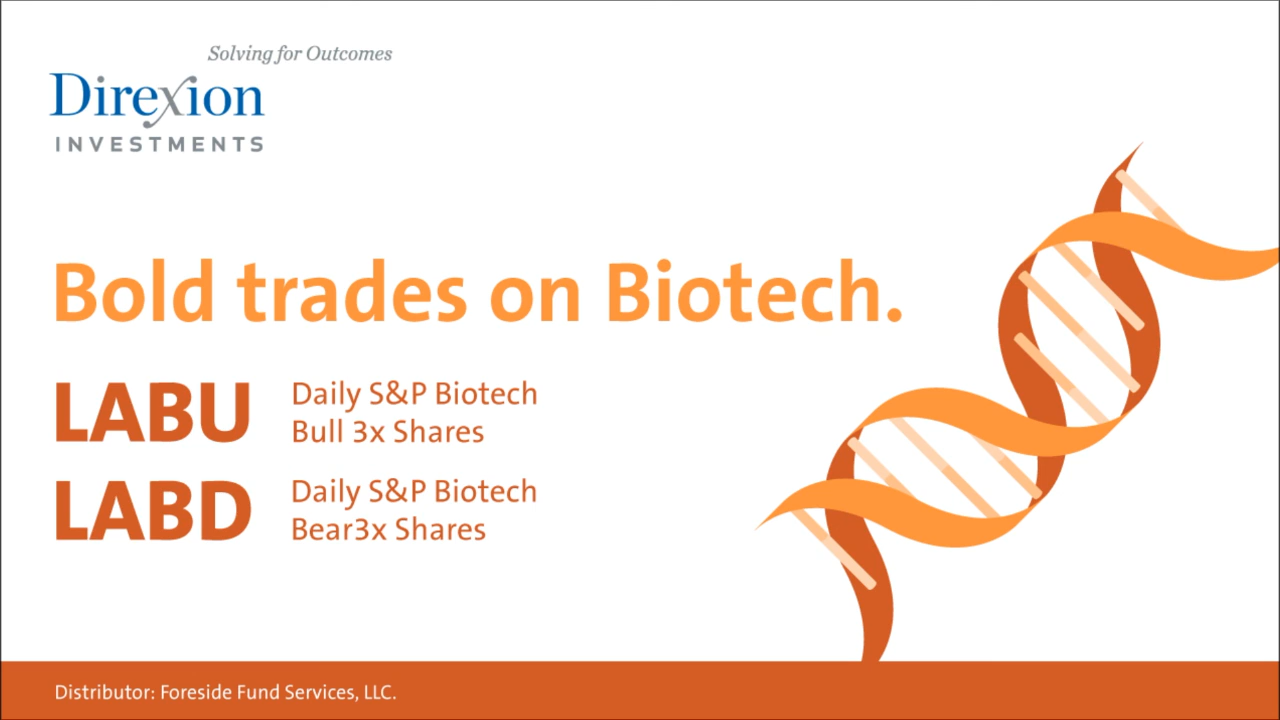 Solving for Outcomes
Direxion
INVESTMENTS
Bold trades on Biotech.
LABU
Daily S&P Biotech
Bull 3x Shares
LABD
Daily S&P Biotech
Bear3x Shares
Distributor: Foreside Fund Services, LLC.